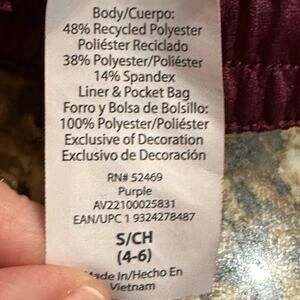 Body/Cuerpo:
48% Recycled Polyester
Poliéster Reciclado
38% Polyester/Poliéster
14% Spandex
Liner & Pocket Bag
Forro y Bolsa de Bolsillo:
100% Polyester/Poliéster
Exclusive of Decoration
Exclusivo de Decoración
RN# 52469
Purple
AV22100025831
EAN/UPC 1 9324278487
S/CH
(4-6)
Made In/Hecho En
Vietnam